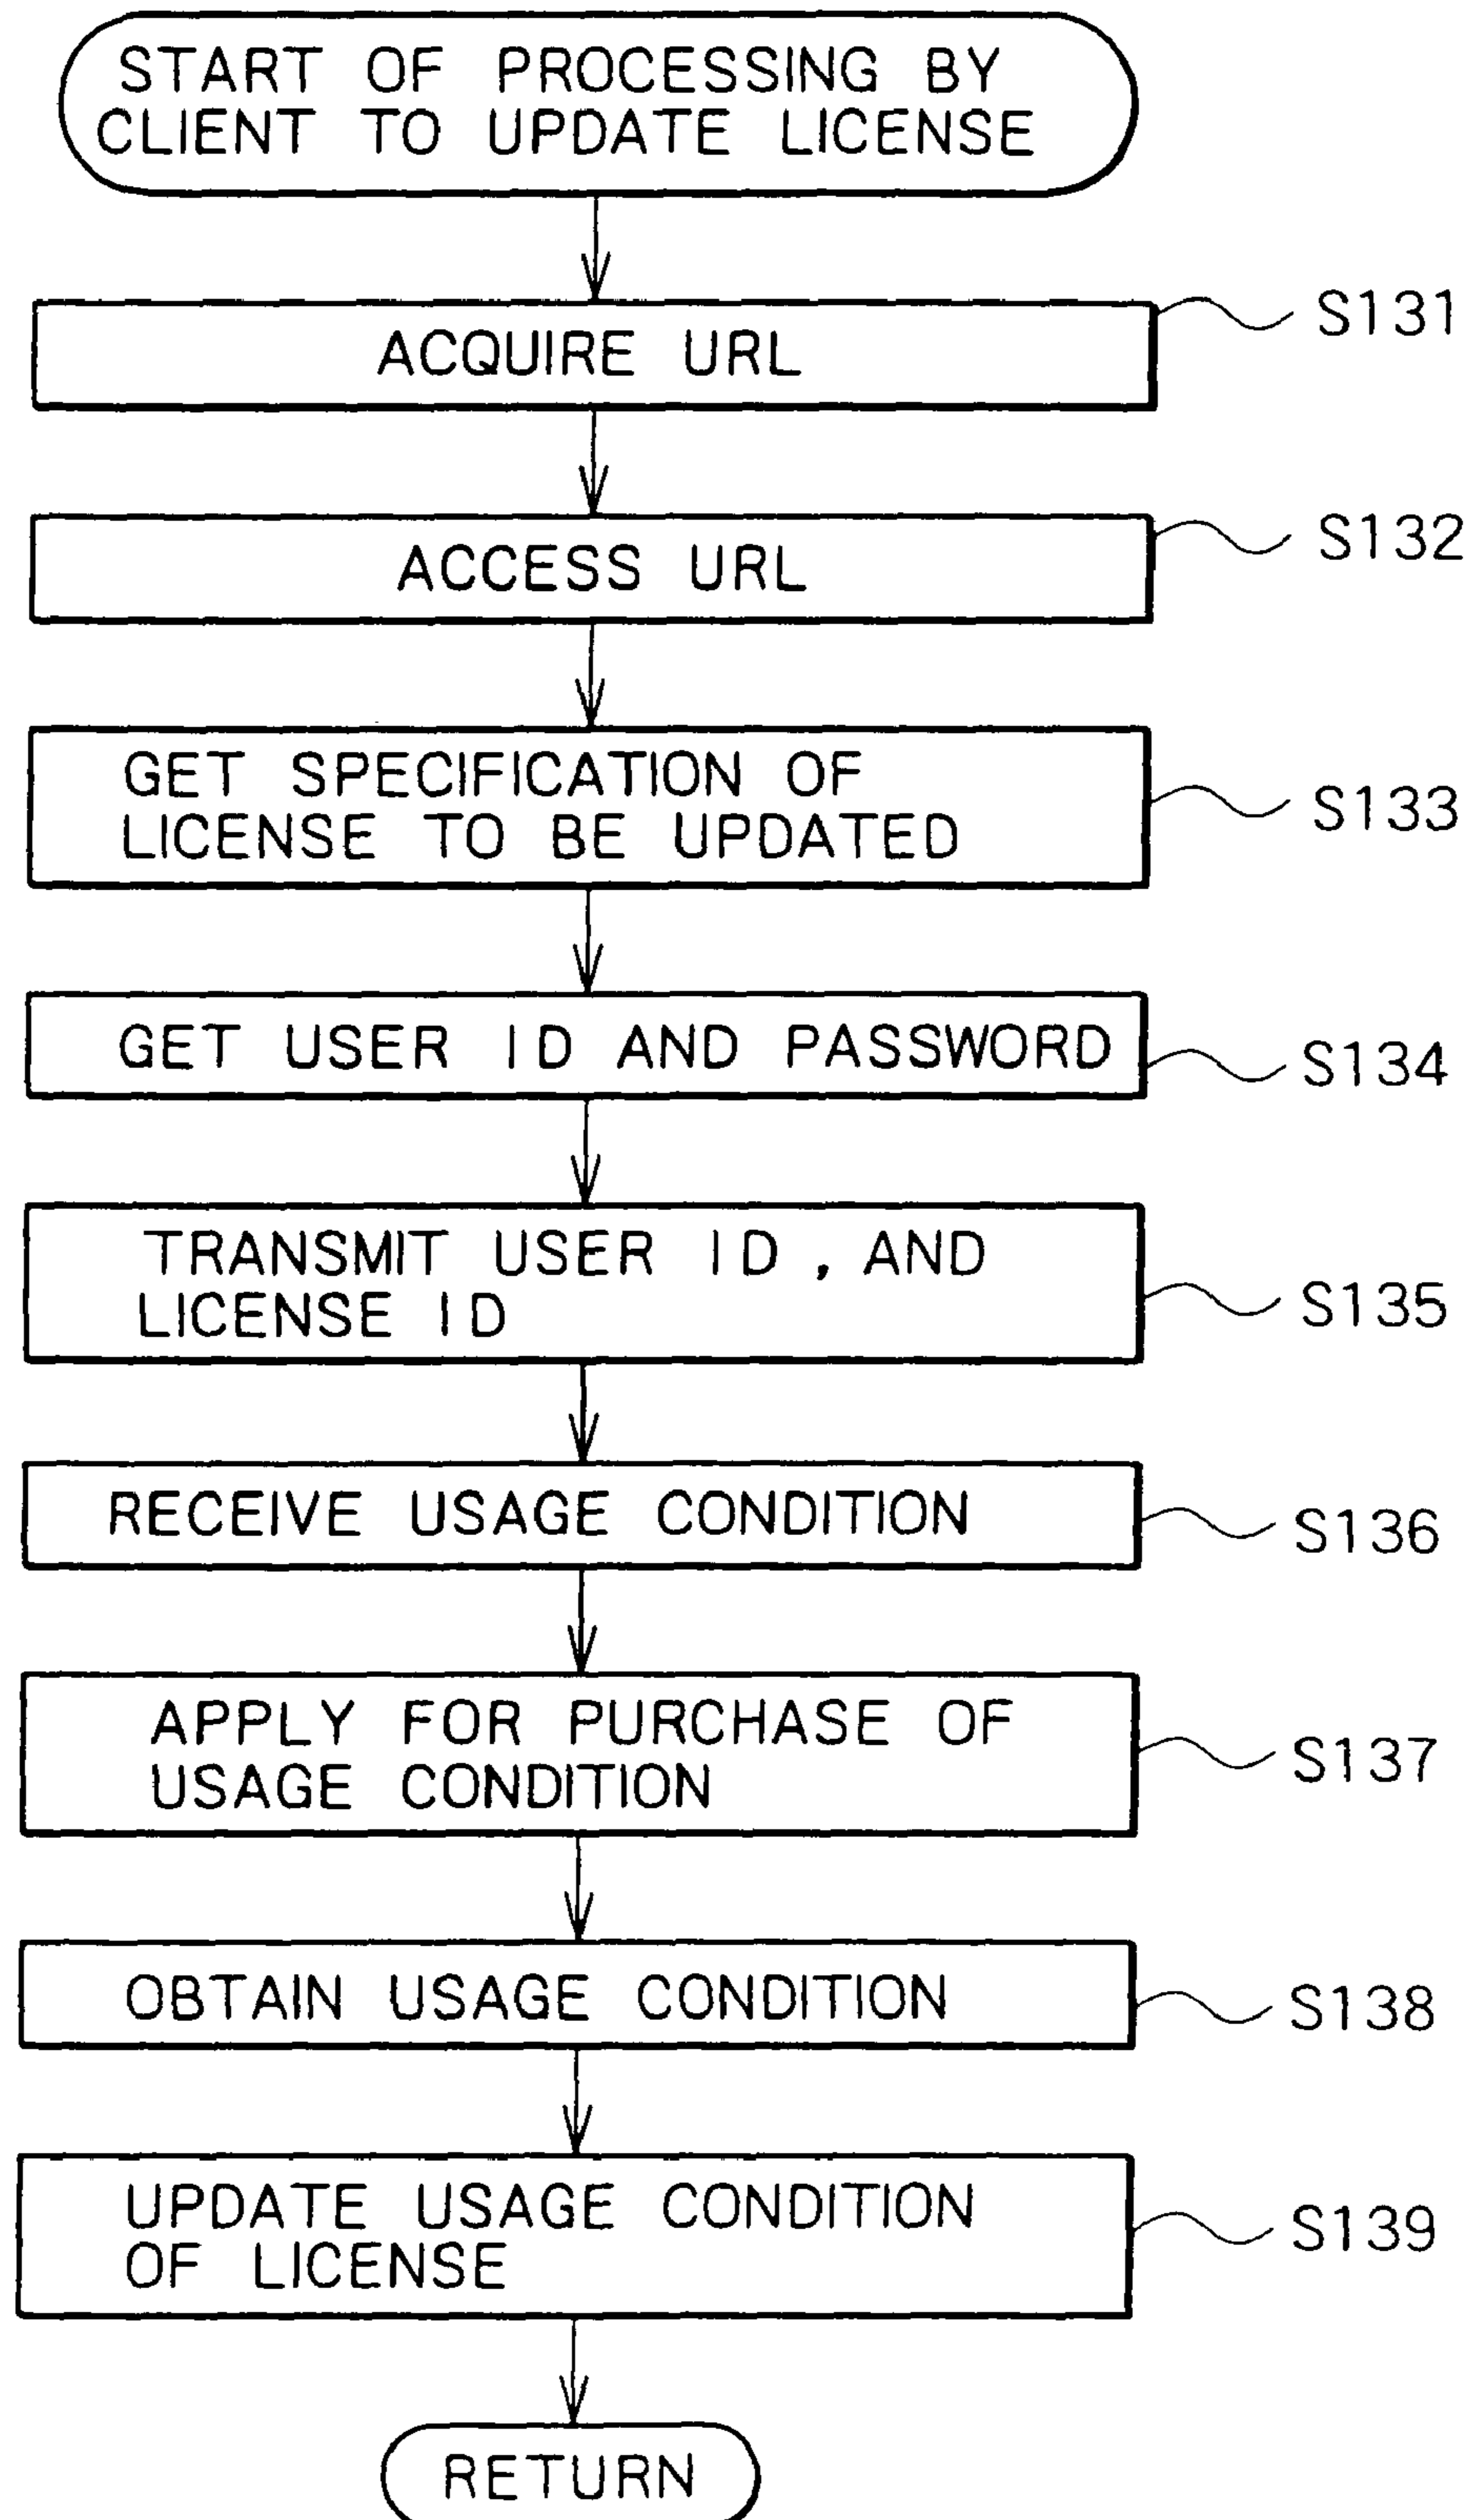 START OF PROCESSING BY
CLIENT TO UPDATE LICENSE
ACQUIRE URL
S131
ACCESS URL
S132
GET SPECIFICATION OF
LICENSE TO BE UPDATED
S133
GET USER ID AND PASSWORD
S134
TRANSMIT USER ID, AND
LICENSE ID
S135
RECEIVE USAGE CONDITION
S136
APPLY FOR PURCHASE OF
USAGE CONDITION
S137
OBTAIN USAGE CONDITION
S138
UPDATE USAGE CONDITION
OF LICENSE
S139
RETURN